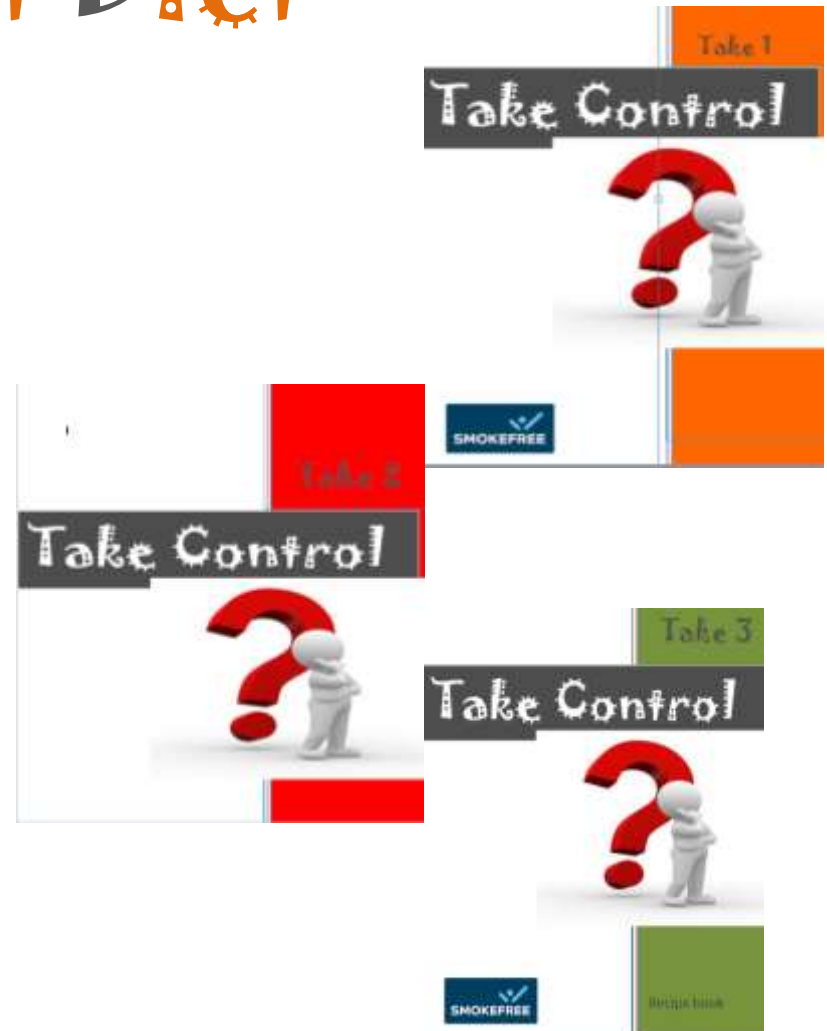 Take 1
Take Control
SMOKEFREE
Take 2
Take Control
Take 3
Take Control
SMOKEFREE
Recipe book